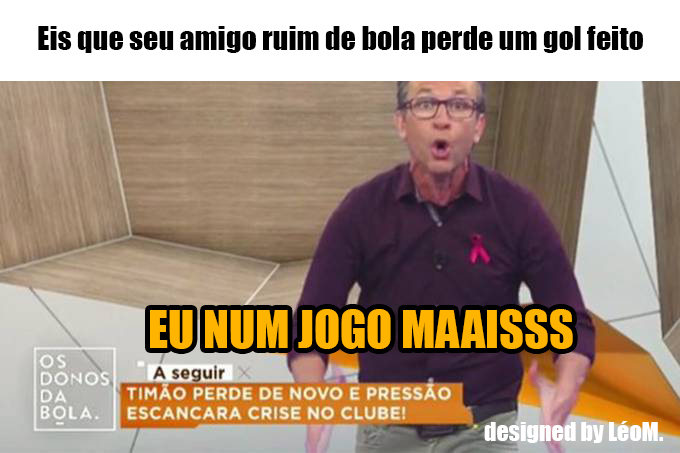 Eis que seu amigo ruim de bola perde um gol feito
EU NUM JOGO MAAISSS
OS
DONOS
DA
BOLA.
A seguir
TIMÃO PERDE DE NOVO E PRESSÃO
ESCANCARA CRISE NO CLUBE!
designed by LéoM.